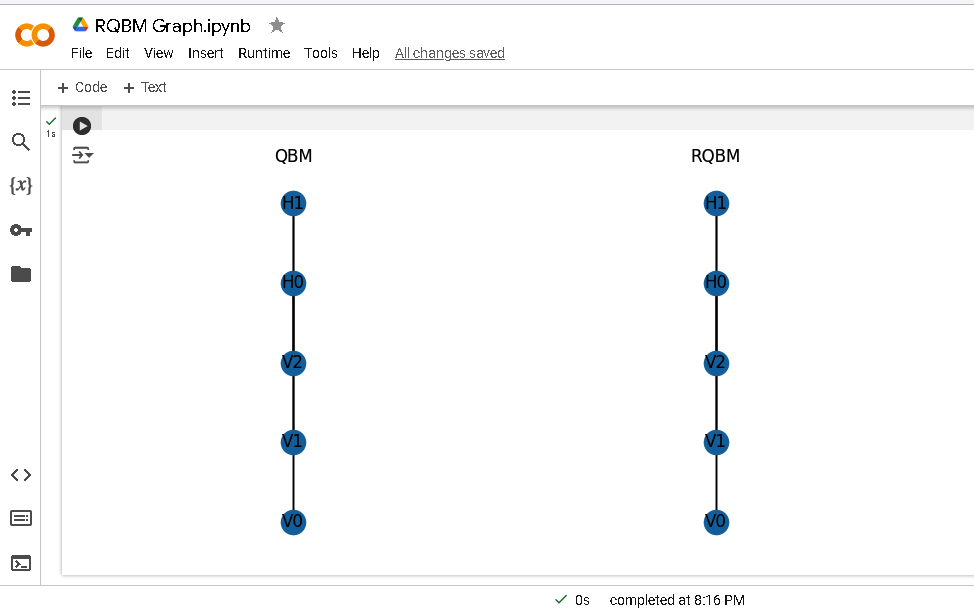 RQBM Graph.ipynb
File Edit View Insert Runtime Tools Help All changes saved
+ Code + Text
1s
{x}
QBM RQBM
H1 H1
H0 H0
V2 V2
V1 V1
V0 V0
0s completed at 8:16 PM